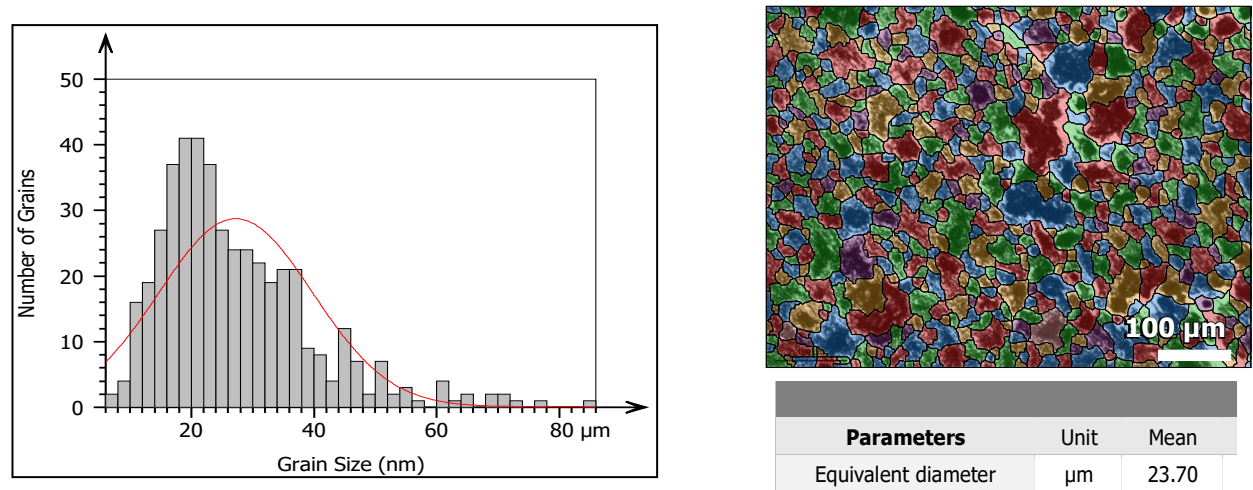 50
40
30
20
10
0
Number of Grains
20 40 60 80 µm
Grain Size (nm)
100 µm
Parameters Unit Mean
Equivalent diameter µm 23.70